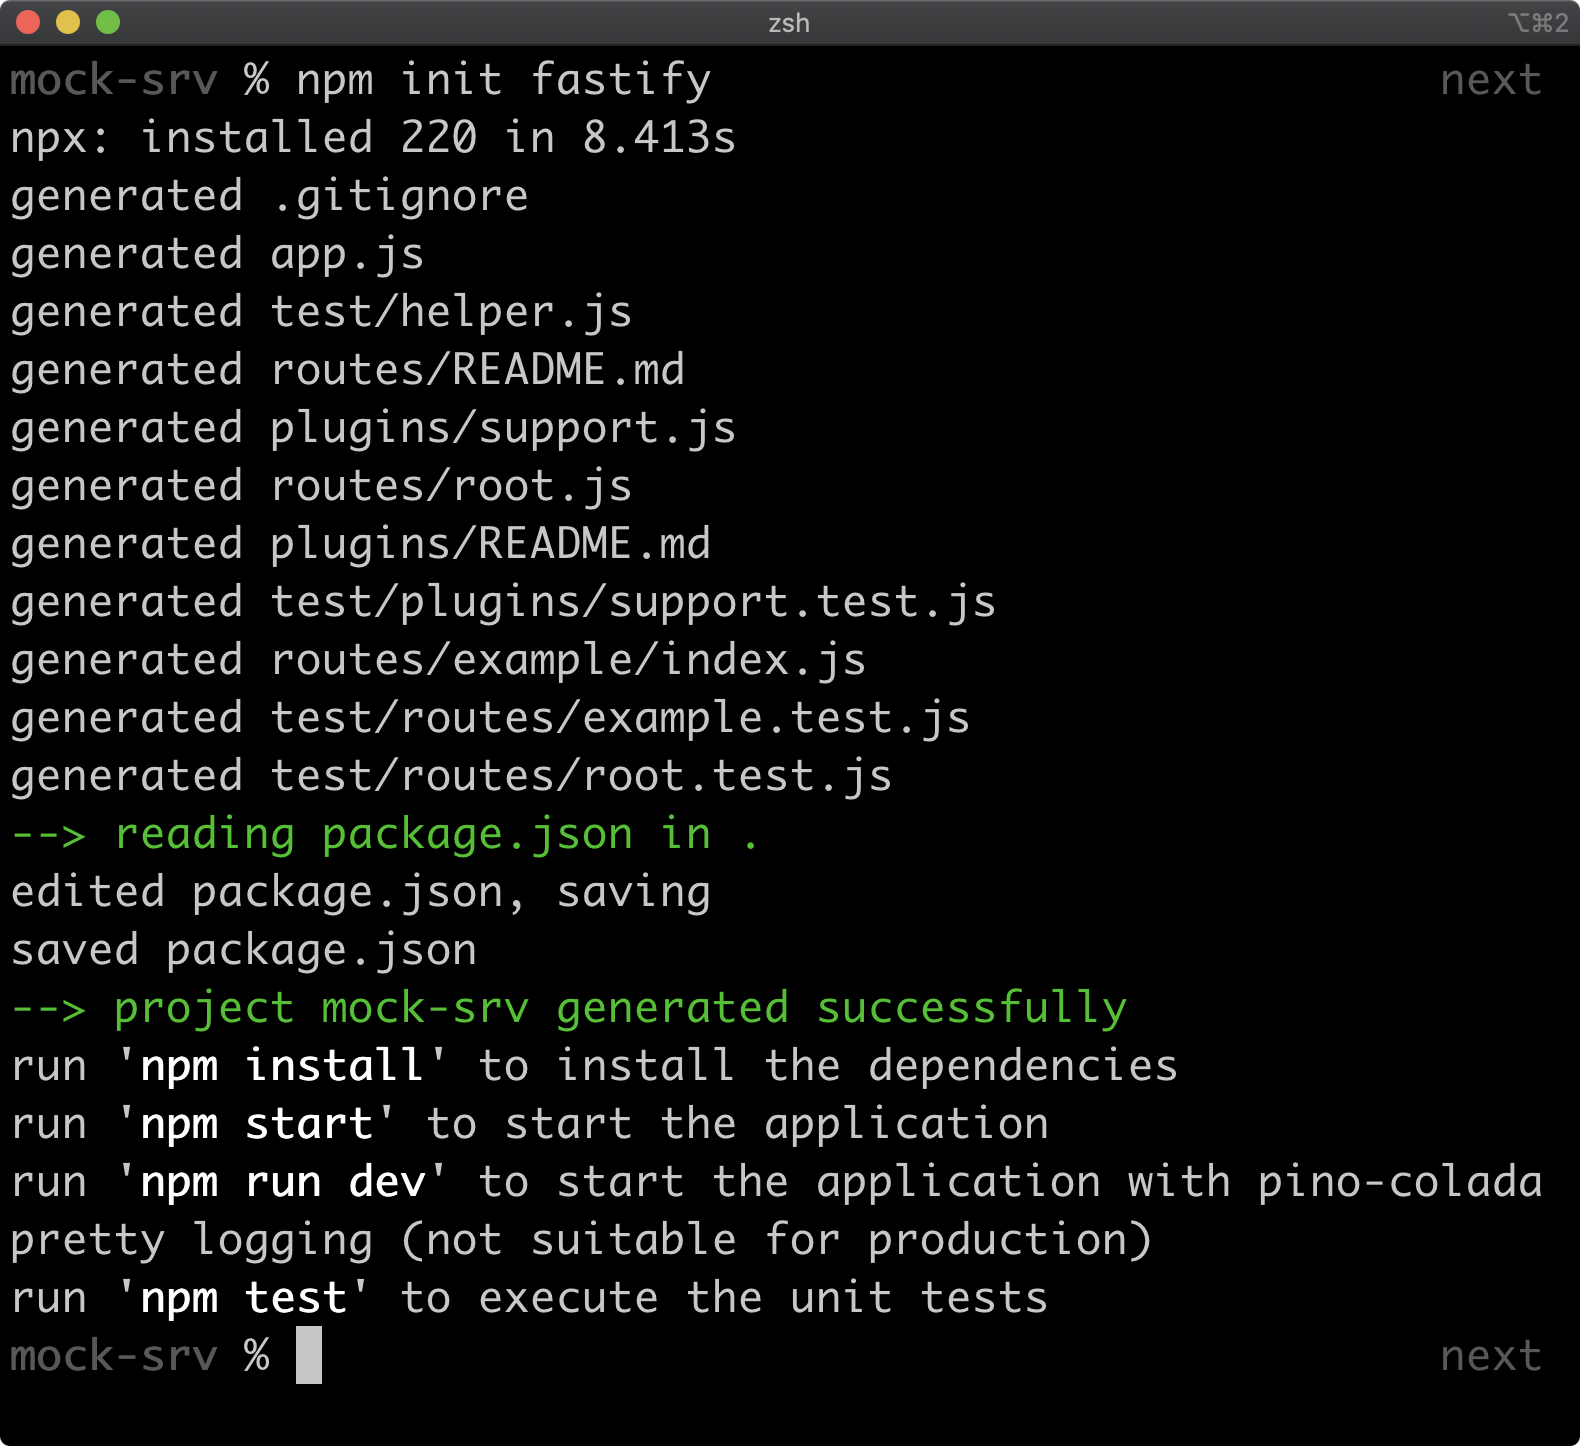 zsh ⌥⌘2
mock-srv % npm init fastify next
npx: installed 220 in 8.413s
generated .gitignore
generated app.js
generated test/helper.js
generated routes/README.md
generated plugins/support.js
generated routes/root.js
generated plugins/README.md
generated test/plugins/support.test.js
generated routes/example/index.js
generated test/routes/example.test.js
generated test/routes/root.test.js
--> reading package.json in .
edited package.json, saving
saved package.json
--> project mock-srv generated successfully
run 'npm install' to install the dependencies
run 'npm start' to start the application
run 'npm run dev' to start the application with pino-colada
pretty logging (not suitable for production)
run 'npm test' to execute the unit tests
mock-srv % next